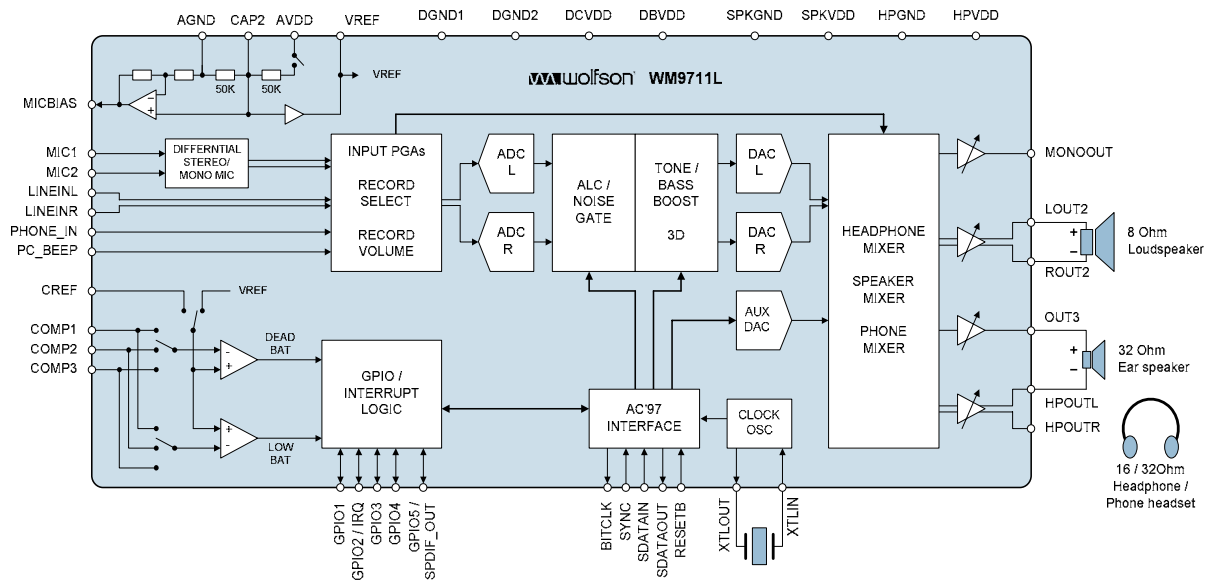 AGND
CAP2
AVDD
VREF
DGND1
DGND2
DCVDD
DBVDD
SPKGND
SPKVDD
HPGND
HPVDD
VREF
50K
50K
wolfson WM9711L
MICBIAS
MIC1
MIC2
LINEINL
LINEINR
PHONE_IN
PC_BEEP
CREF
COMP1
COMP2
COMP3
DIFFERNTIAL
STEREO/
MONO MIC
INPUT PGAs
RECORD
SELECT
RECORD
VOLUME
ADC
L
ADC
R
ALC /
NOISE
GATE
TONE /
BASS
BOOST
3D
DAC
L
DAC
R
AUX
DAC
HEADPHONE
MIXER
SPEAKER
MIXER
PHONE
MIXER
MONOOUT
LOUT2
+
−
8 Ohm
Loudspeaker
ROUT2
OUT3
+
−
32 Ohm
Ear speaker
HPOUTL
HPOUTR
16 / 32Ohm
Headphone /
Phone headset
VREF
DEAD
BAT
LOW
BAT
-
+
+
-
−
+
GPIO /
INTERRUPT
LOGIC
AC'97
INTERFACE
CLOCK
OSC
GPIO1
GPIO2 / IRQ
GPIO3
GPIO4
GPIO5 /
SPDIF_OUT
BITCLK
SYNC
SDATAIN
SDATAOUT
RESETB
XTLOUT
XTLIN